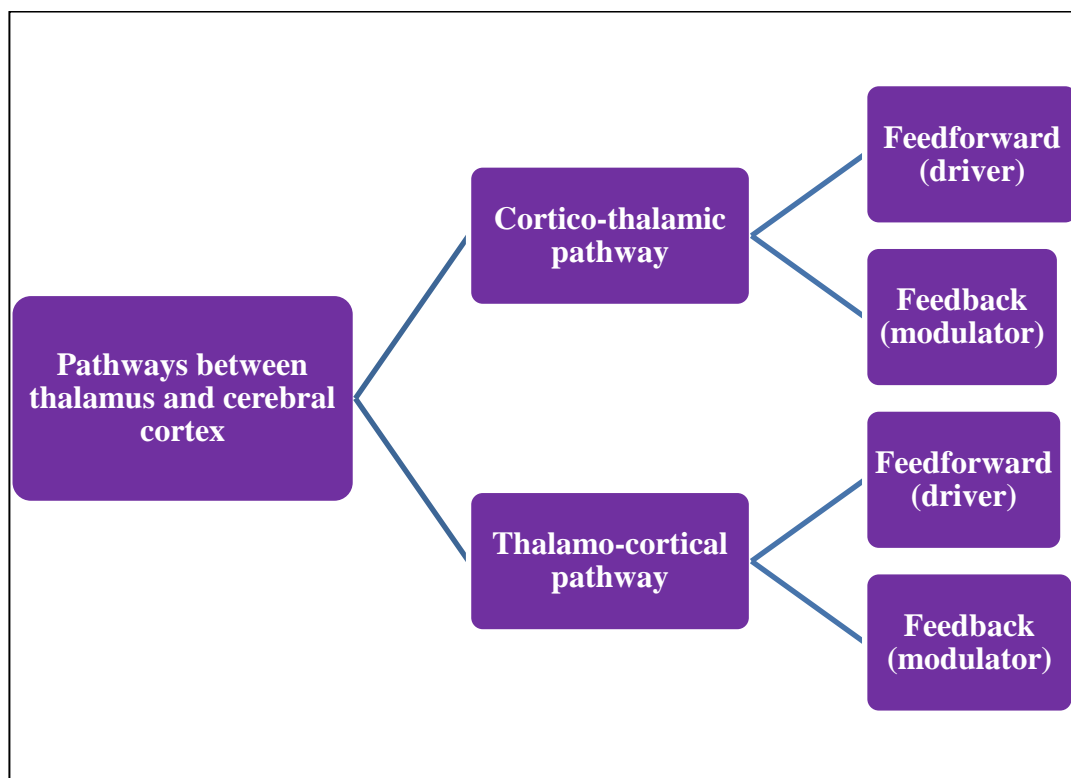 Pathways between
thalamus and cerebral
cortex
Cortico-thalamic
pathway
Feedforward
(driver)
Feedback
(modulator)
Thalamo-cortical
pathway
Feedforward
(driver)
Feedback
(modulator)